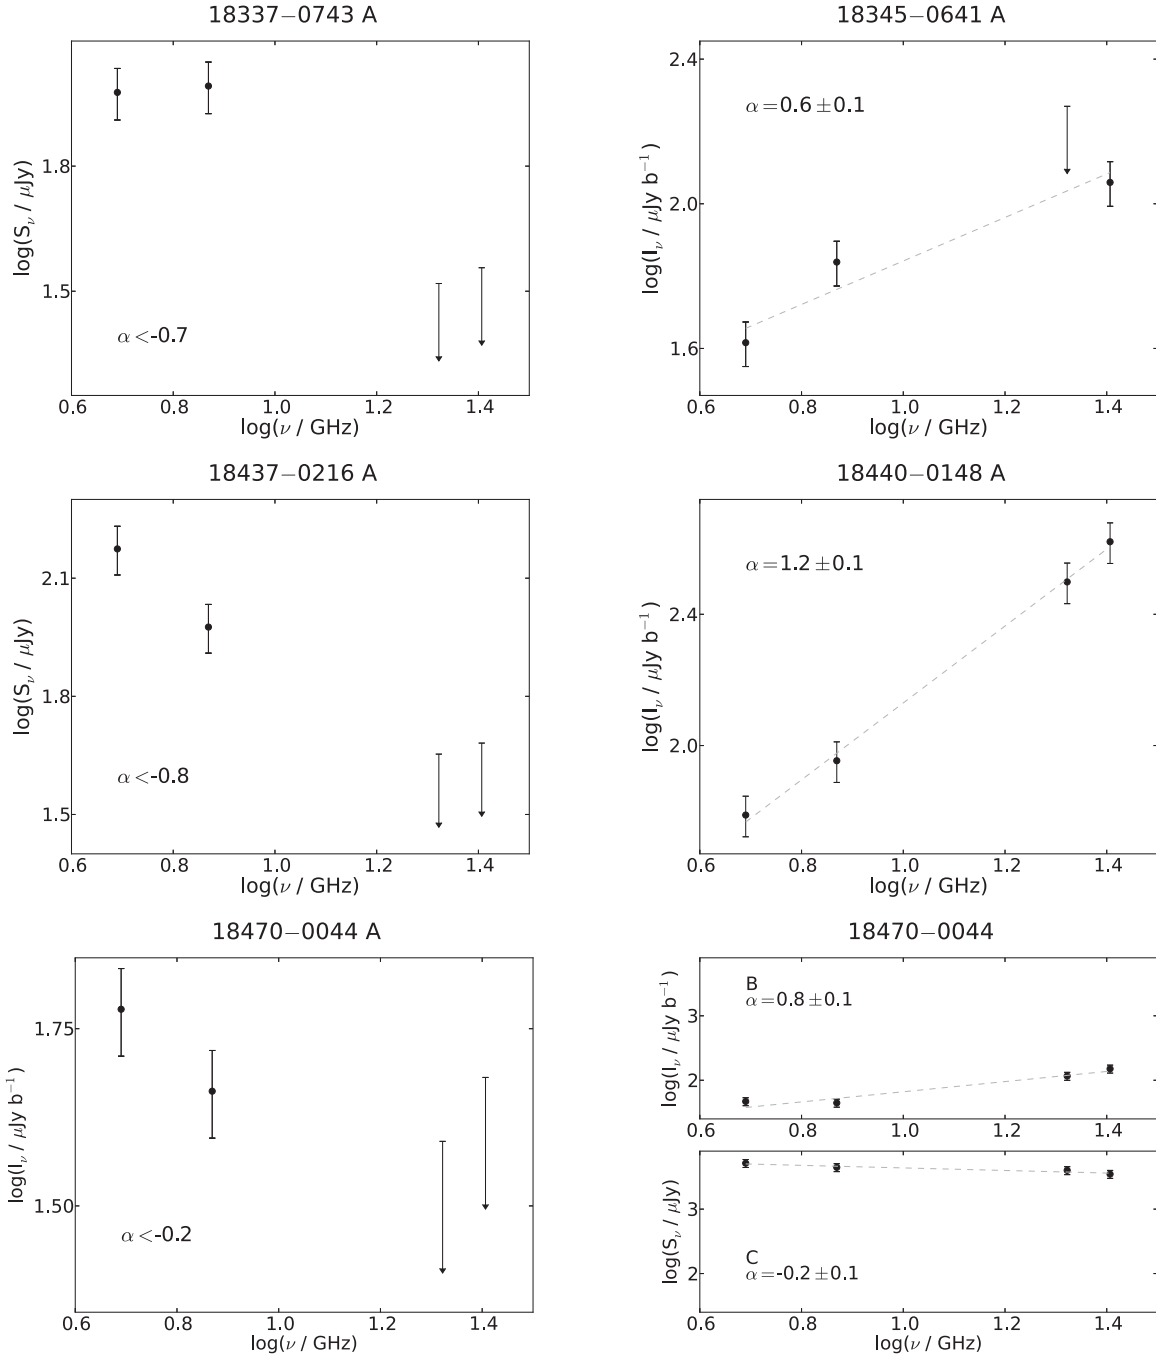 18337−0743 A
log(Sν / μJy)
1.8
1.5
α<-0.7
0.6 0.8 1.0 1.2 1.4
log(ν / GHz)
18345−0641 A
log(Iν / μJy b⁻¹)
2.4
2.0
1.6
α=0.6±0.1
0.6 0.8 1.0 1.2 1.4
log(ν / GHz)
18437−0216 A
log(Sν / μJy)
2.1
1.8
1.5
α<-0.8
0.6 0.8 1.0 1.2 1.4
log(ν / GHz)
18440−0148 A
log(Iν / μJy b⁻¹)
2.4
2.0
α=1.2±0.1
0.6 0.8 1.0 1.2 1.4
log(ν / GHz)
18470−0044 A
log(Iν / μJy b⁻¹)
1.75
1.50
α<-0.2
0.6 0.8 1.0 1.2 1.4
log(ν / GHz)
18470−0044
log(Iν / μJy b⁻¹)
3
2
B
α=0.8±0.1
0.6 0.8 1.0 1.2 1.4
log(Sν / μJy)
3
2
C
α=-0.2±0.1
0.6 0.8 1.0 1.2 1.4
log(ν / GHz)